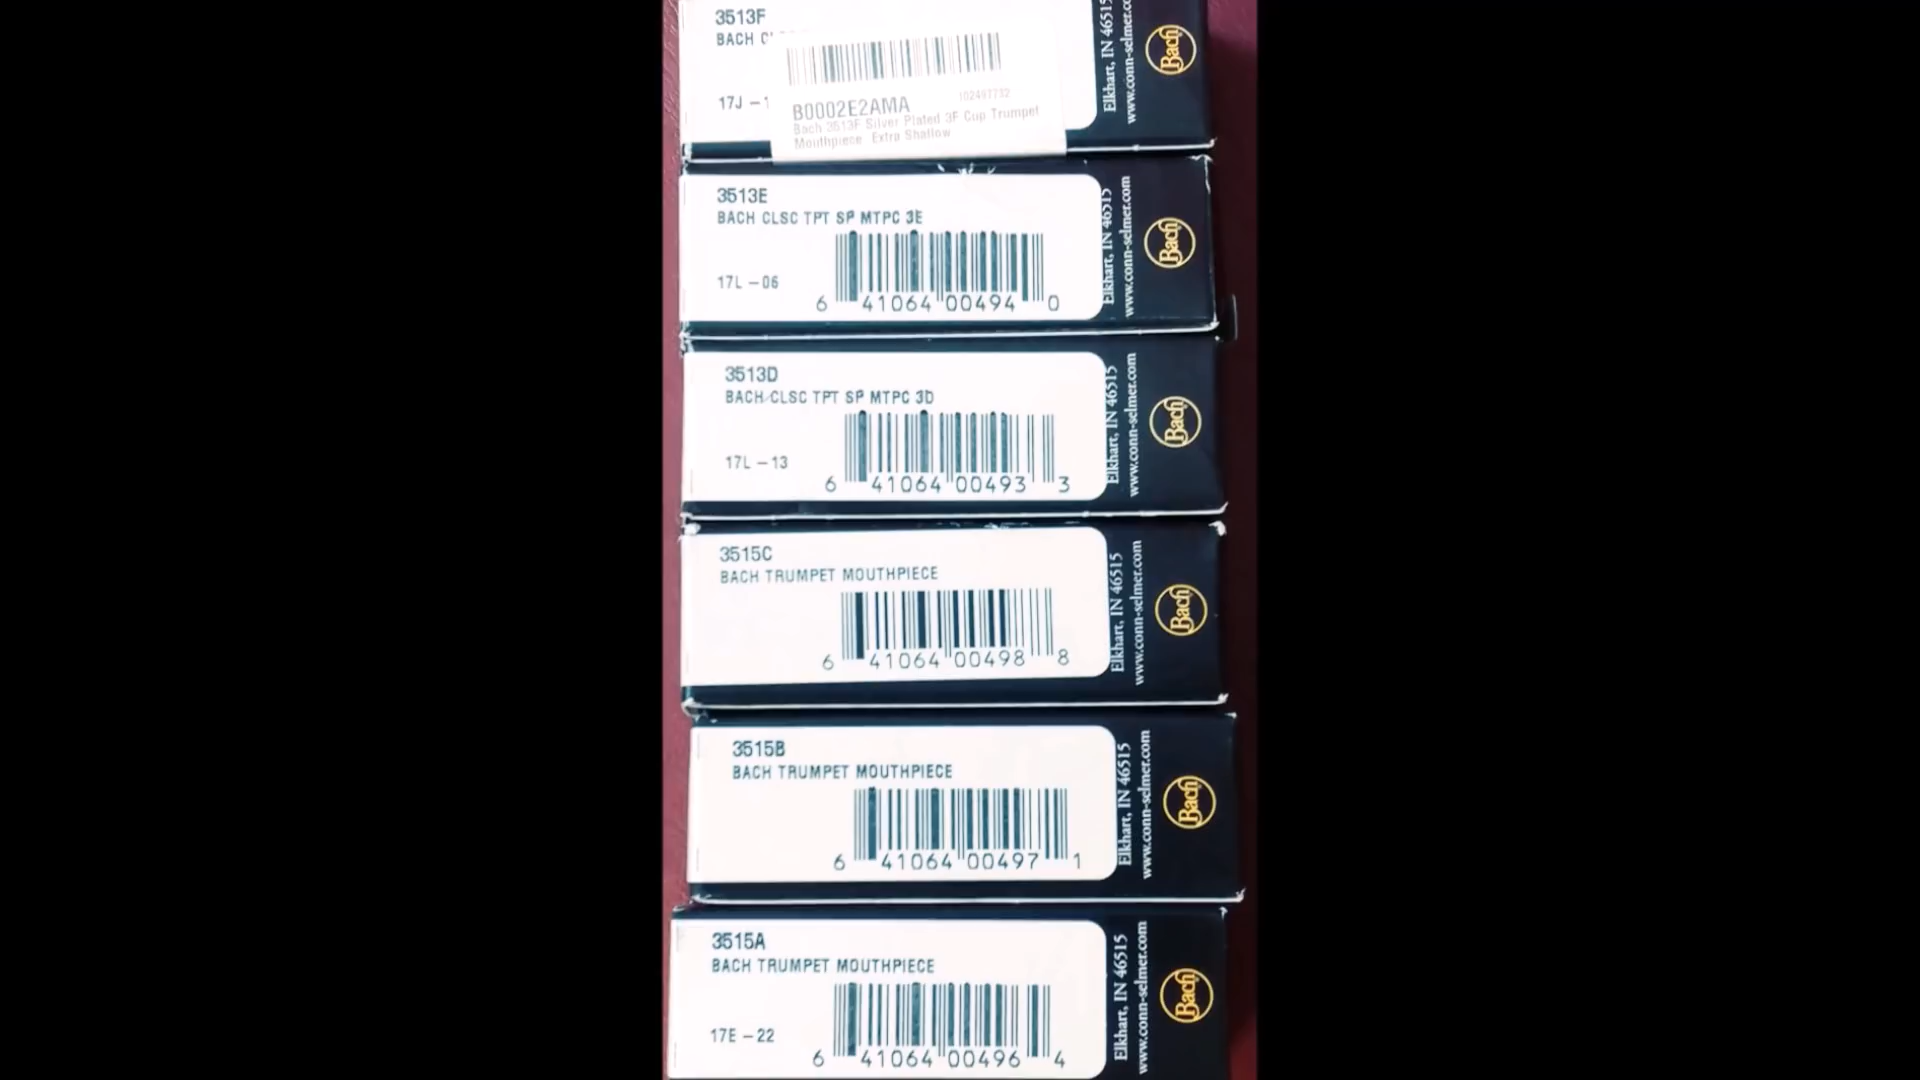 3513F
BACH
17J -
B0002E2AMA
102497732
Bach 3513F Silver Plated 3F Cup Trumpet
Mouthpiece Extra Shallow
Elkhart, IN 46515
www.conn-selmer.co
Bach
3513E
BACH CLSC TPT SP MTPC 3E
17L - 06
6 41064 00494 0
Elkhart, IN 46515
www.conn-selmer.com
Bach
3513D
BACH CLSC TPT SP MTPC 3D
17L - 13
6 41064 00493 3
Elkhart, IN 46515
www.conn-selmer.com
Bach
3515C
BACH TRUMPET MOUTHPIECE
6 41064 00498 8
Elkhart, IN 46515
www.conn-selmer.com
Bach
3515B
BACH TRUMPET MOUTHPIECE
6 41064 00497 1
Elkhart, IN 46515
www.conn-selmer.com
Bach
3515A
BACH TRUMPET MOUTHPIECE
17E - 22
6 41064 00496 4
Elkhart, IN 46515
www.conn-selmer.com
Bach